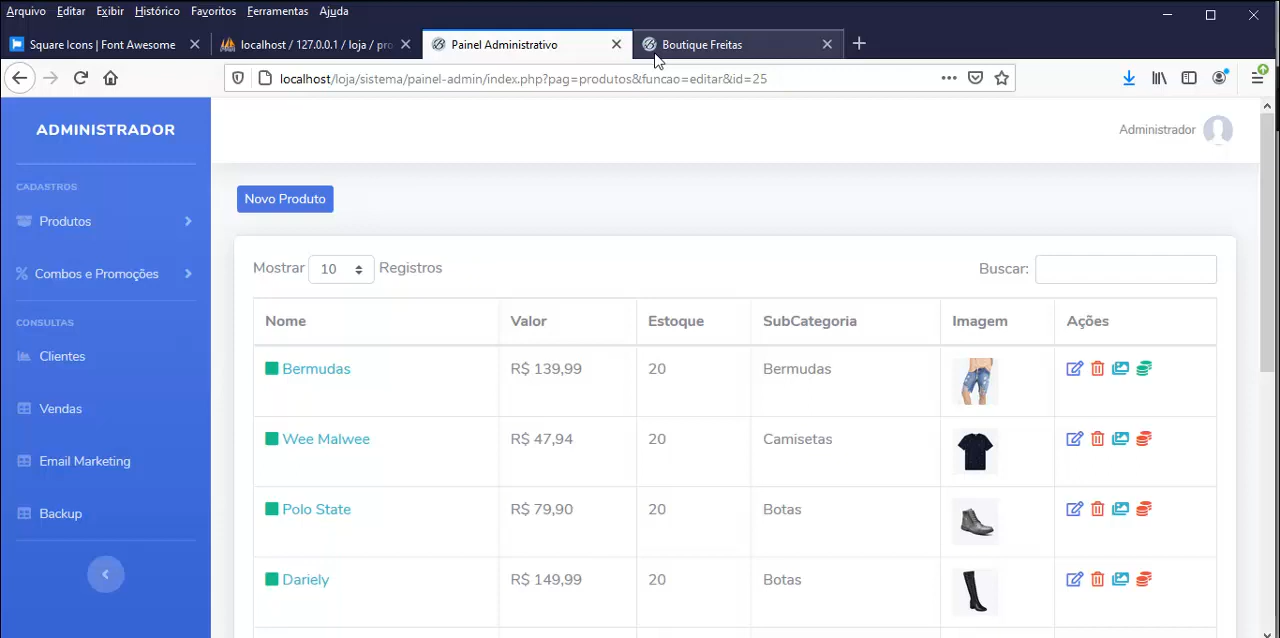 Arquivo Editar Exibir Histórico Favoritos Ferramentas Ajuda
Square Icons | Font Awesome localhost / 127.0.0.1 / loja / pro Painel Administrativo Boutique Freitas
localhost/loja/sistema/painel-admin/index.php?pag=produtos&funcao=editar&id=25
ADMINISTRADOR
Administrador
CADASTROS
Produtos
Combos e Promoções
CONSULTAS
Clientes
Vendas
Email Marketing
Backup
Novo Produto
Mostrar 10 Registros
Buscar:
Nome Valor Estoque SubCategoria Imagem Ações
Bermudas R$ 139,99 20 Bermudas
Wee Malwee R$ 47,94 20 Camisetas
Polo State R$ 79,90 20 Botas
Dariely R$ 149,99 20 Botas